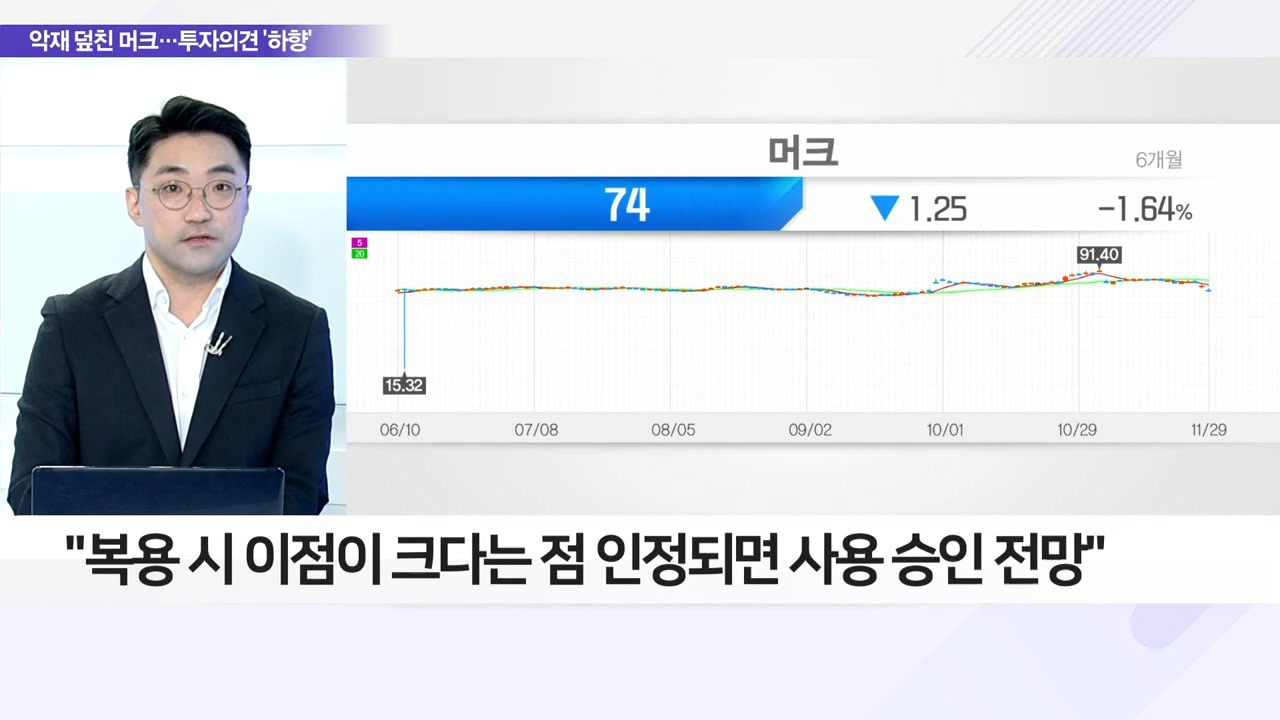 악재 덮친 머크…투자의견 '하향'
머크
6개월
74 ▼ 1.25 -1.64%
5
20
91.40
15.32
06/10 07/08 08/05 09/02 10/01 10/29 11/29
"복용 시 이점이 크다는 점 인정되면 사용 승인 전망"